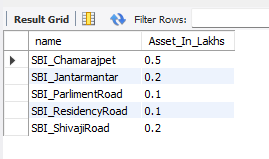 Result Grid Filter Rows:
name Asset_In_Lakhs
SBI_Chamarajpet 0.5
SBI_Jantarmantar 0.2
SBI_ParlimentRoad 0.1
SBI_ResidencyRoad 0.1
SBI_ShivajiRoad 0.2